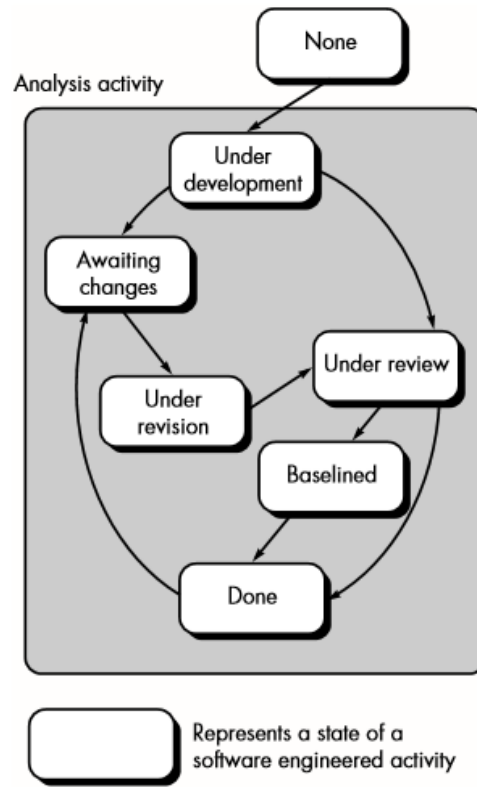 None
Analysis activity
Under
development
Awaiting
changes
Under review
Under
revision
Baselined
Done
Represents a state of a
software engineered activity